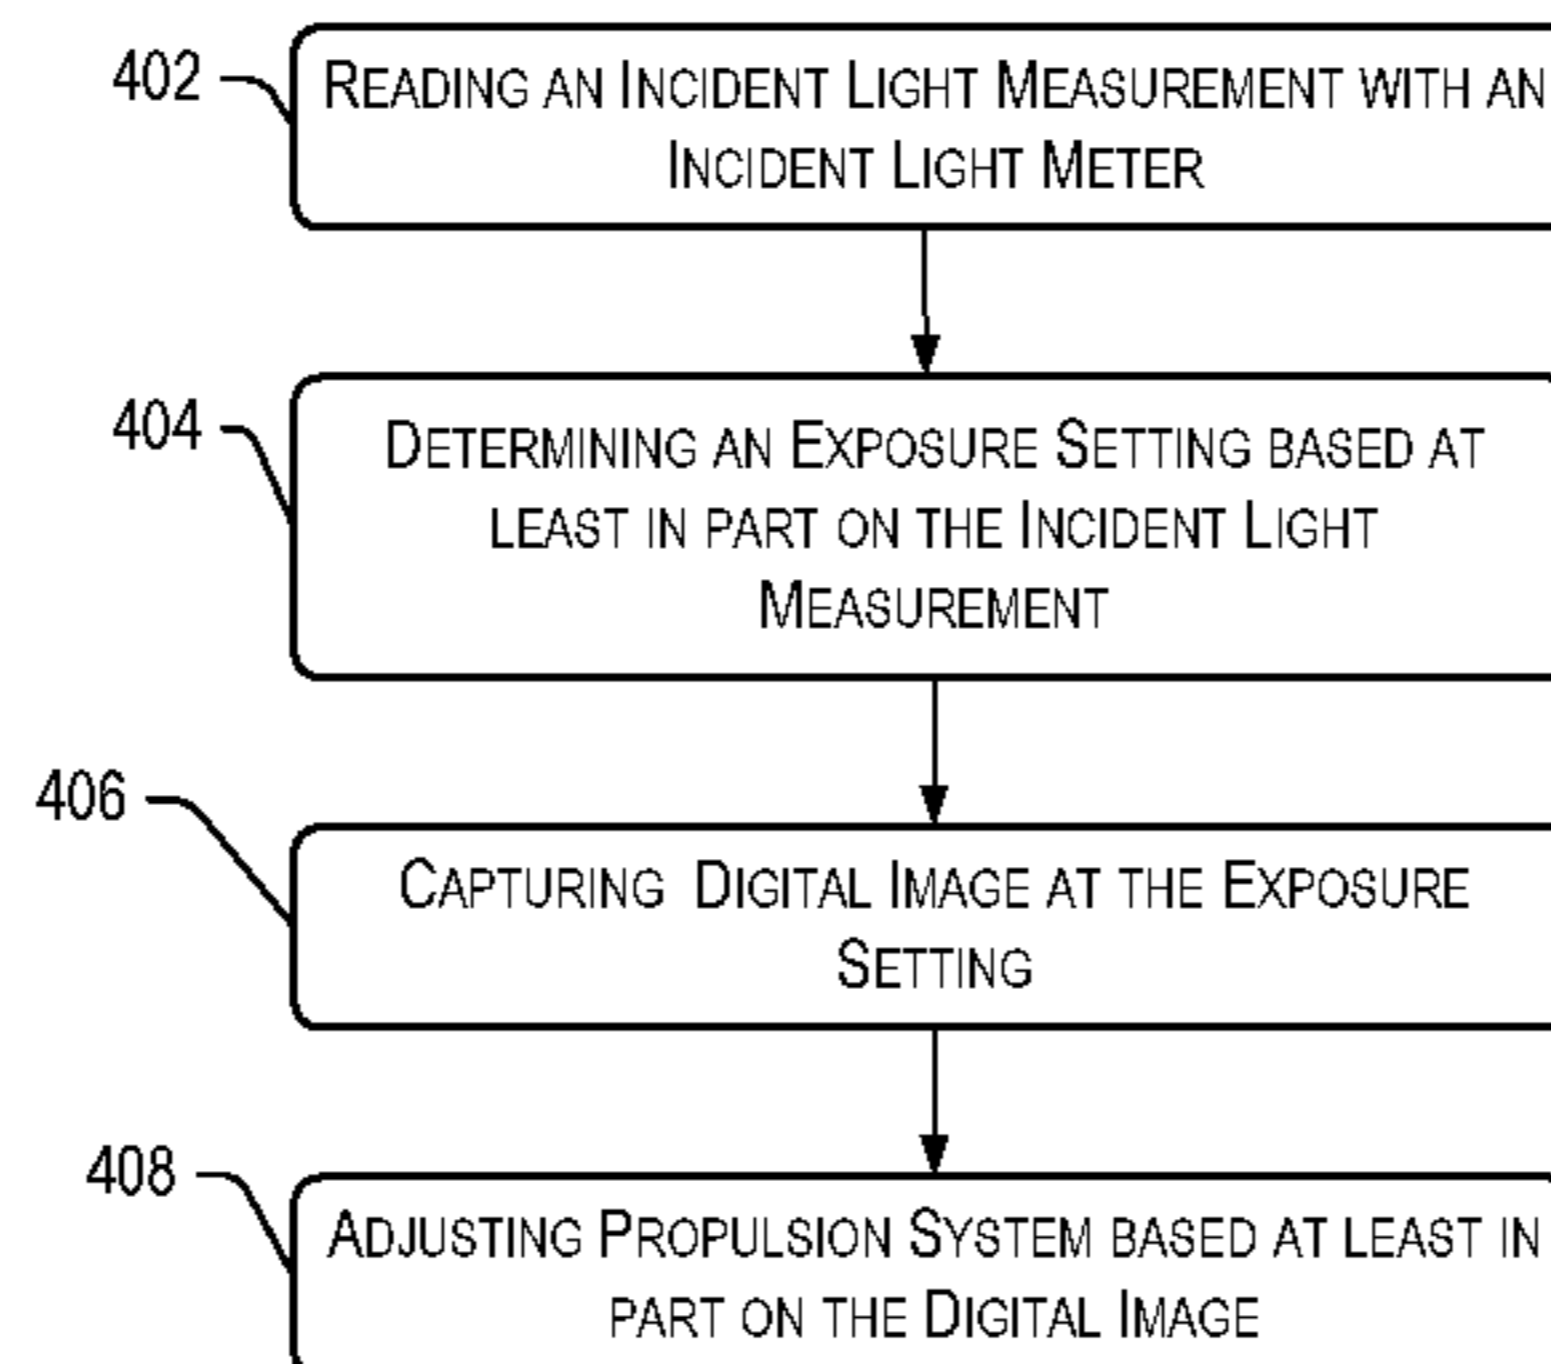 402
READING AN INCIDENT LIGHT MEASUREMENT WITH AN
INCIDENT LIGHT METER
404
DETERMINING AN EXPOSURE SETTING BASED AT
LEAST IN PART ON THE INCIDENT LIGHT
MEASUREMENT
406
CAPTURING DIGITAL IMAGE AT THE EXPOSURE
SETTING
408
ADJUSTING PROPULSION SYSTEM BASED AT LEAST IN
PART ON THE DIGITAL IMAGE